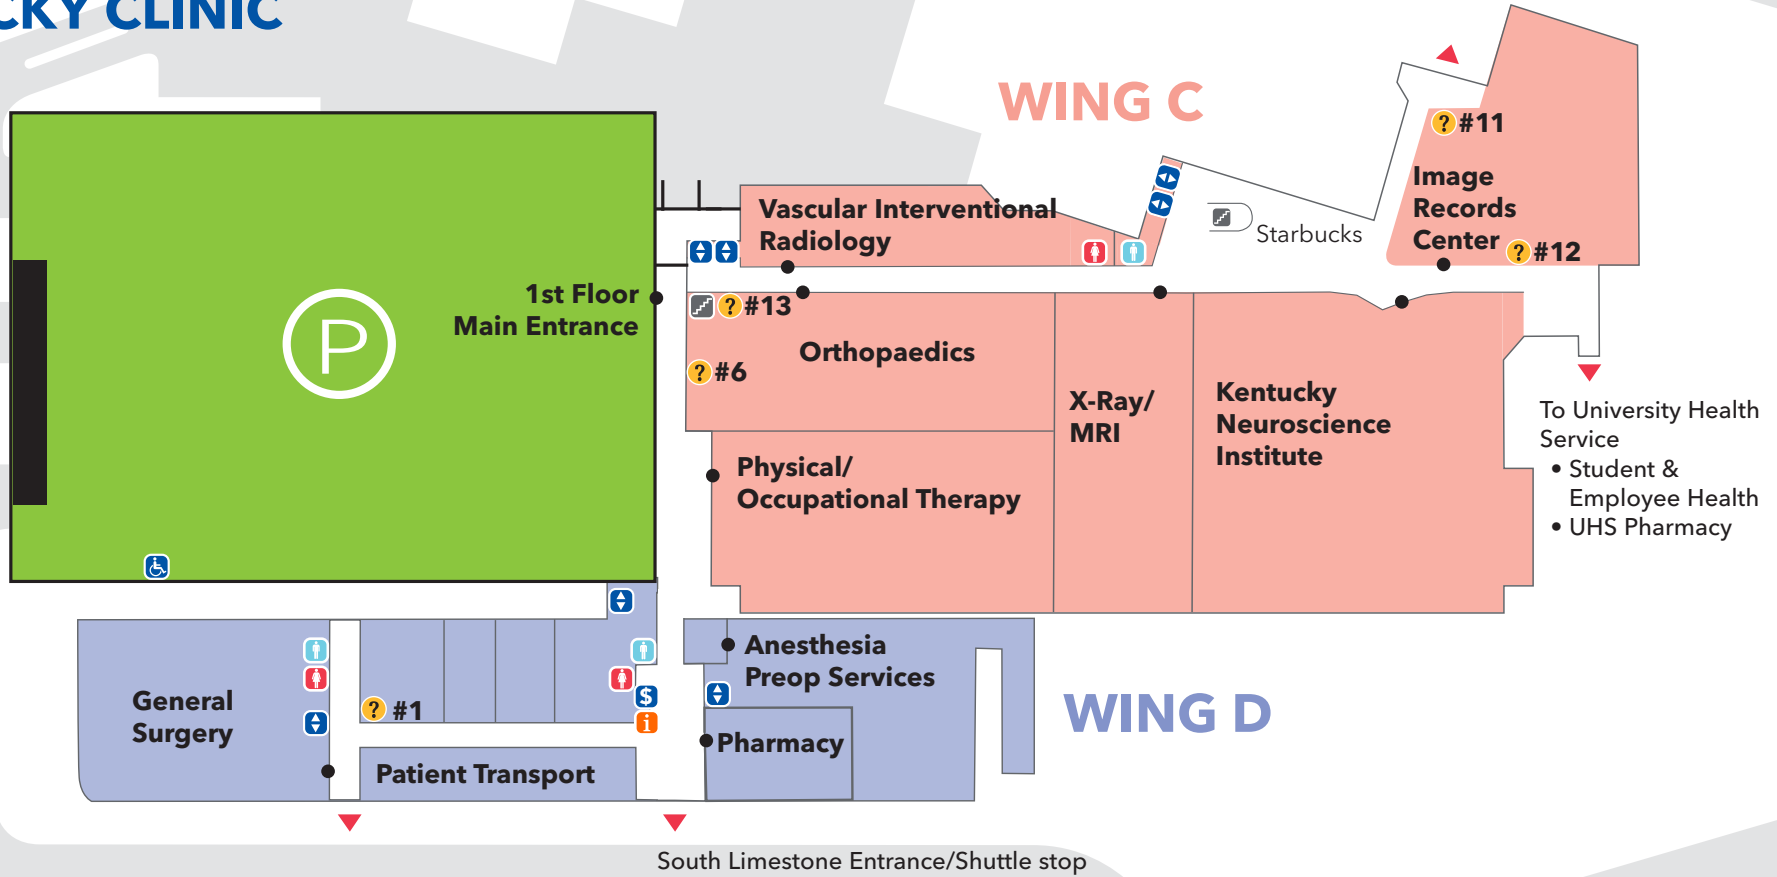 CKY CLINIC
WING C
#11
Image
Records
Center
#12
Vascular Interventional
Radiology
Starbucks
1st Floor
Main Entrance
P
#13
Orthopaedics
#6
X-Ray/
MRI
Kentucky
Neuroscience
Institute
To University Health
Service
• Student &
Employee Health
• UHS Pharmacy
Physical/
Occupational Therapy
Anesthesia
Preop Services
General
Surgery
? #1
$
i
WING D
Pharmacy
Patient Transport
South Limestone Entrance/Shuttle stop